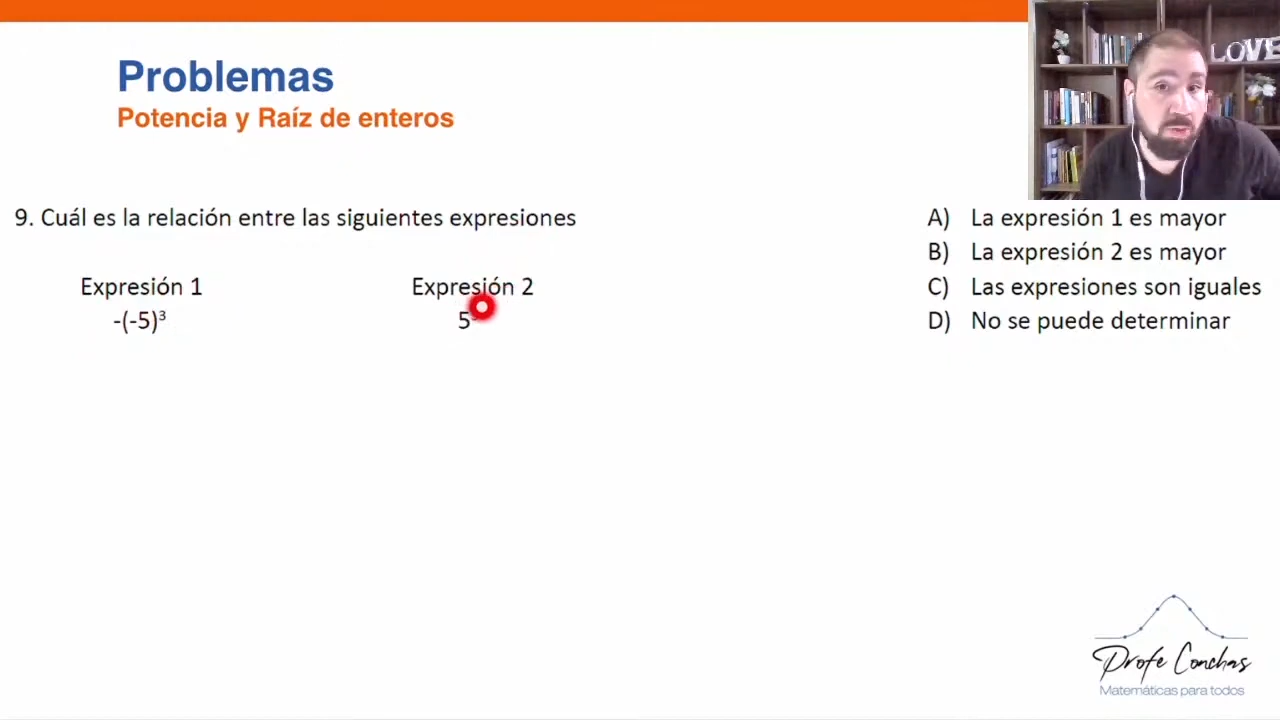 Problemas
Potencia y Raíz de enteros
LOVE
9. Cuál es la relación entre las siguientes expresiones
Expresión 1
-(-5)³
Expresión 2
5
A) La expresión 1 es mayor
B) La expresión 2 es mayor
C) Las expresiones son iguales
D) No se puede determinar
Profe Conchas
Matemáticas para todos